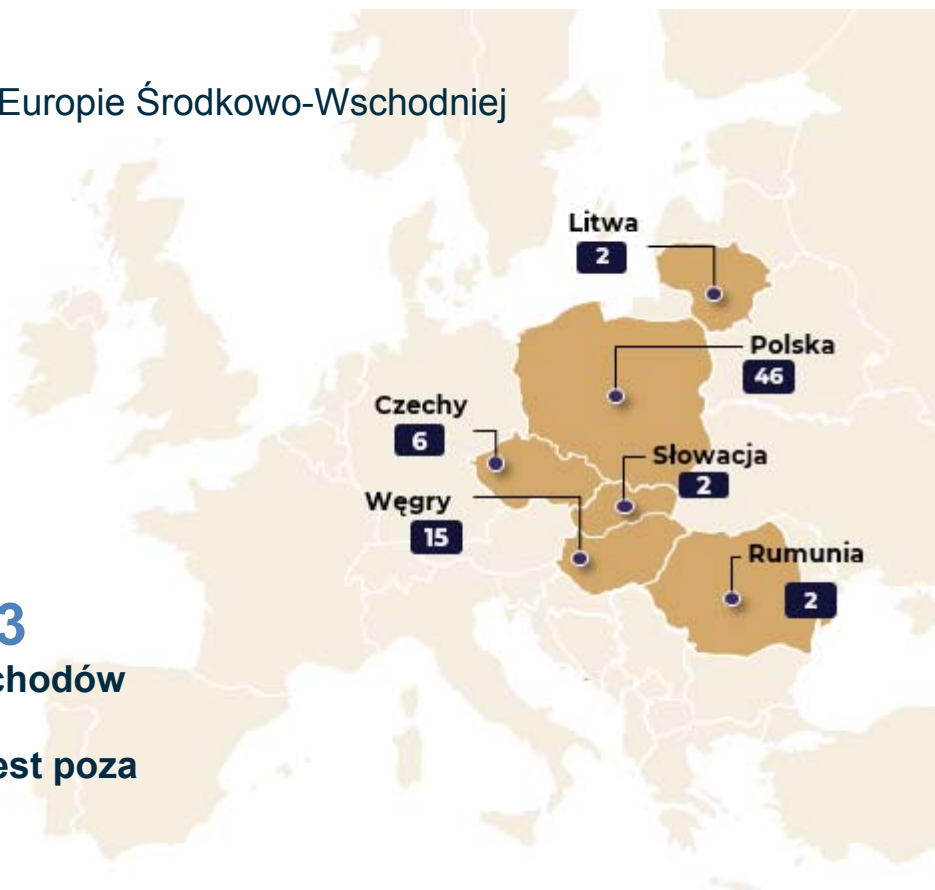 Europie Środkowo-Wschodniej
Litwa
2
Polska
46
Czechy
6
Słowacja
2
Węgry
15
Rumunia
2
3
chodów
est poza